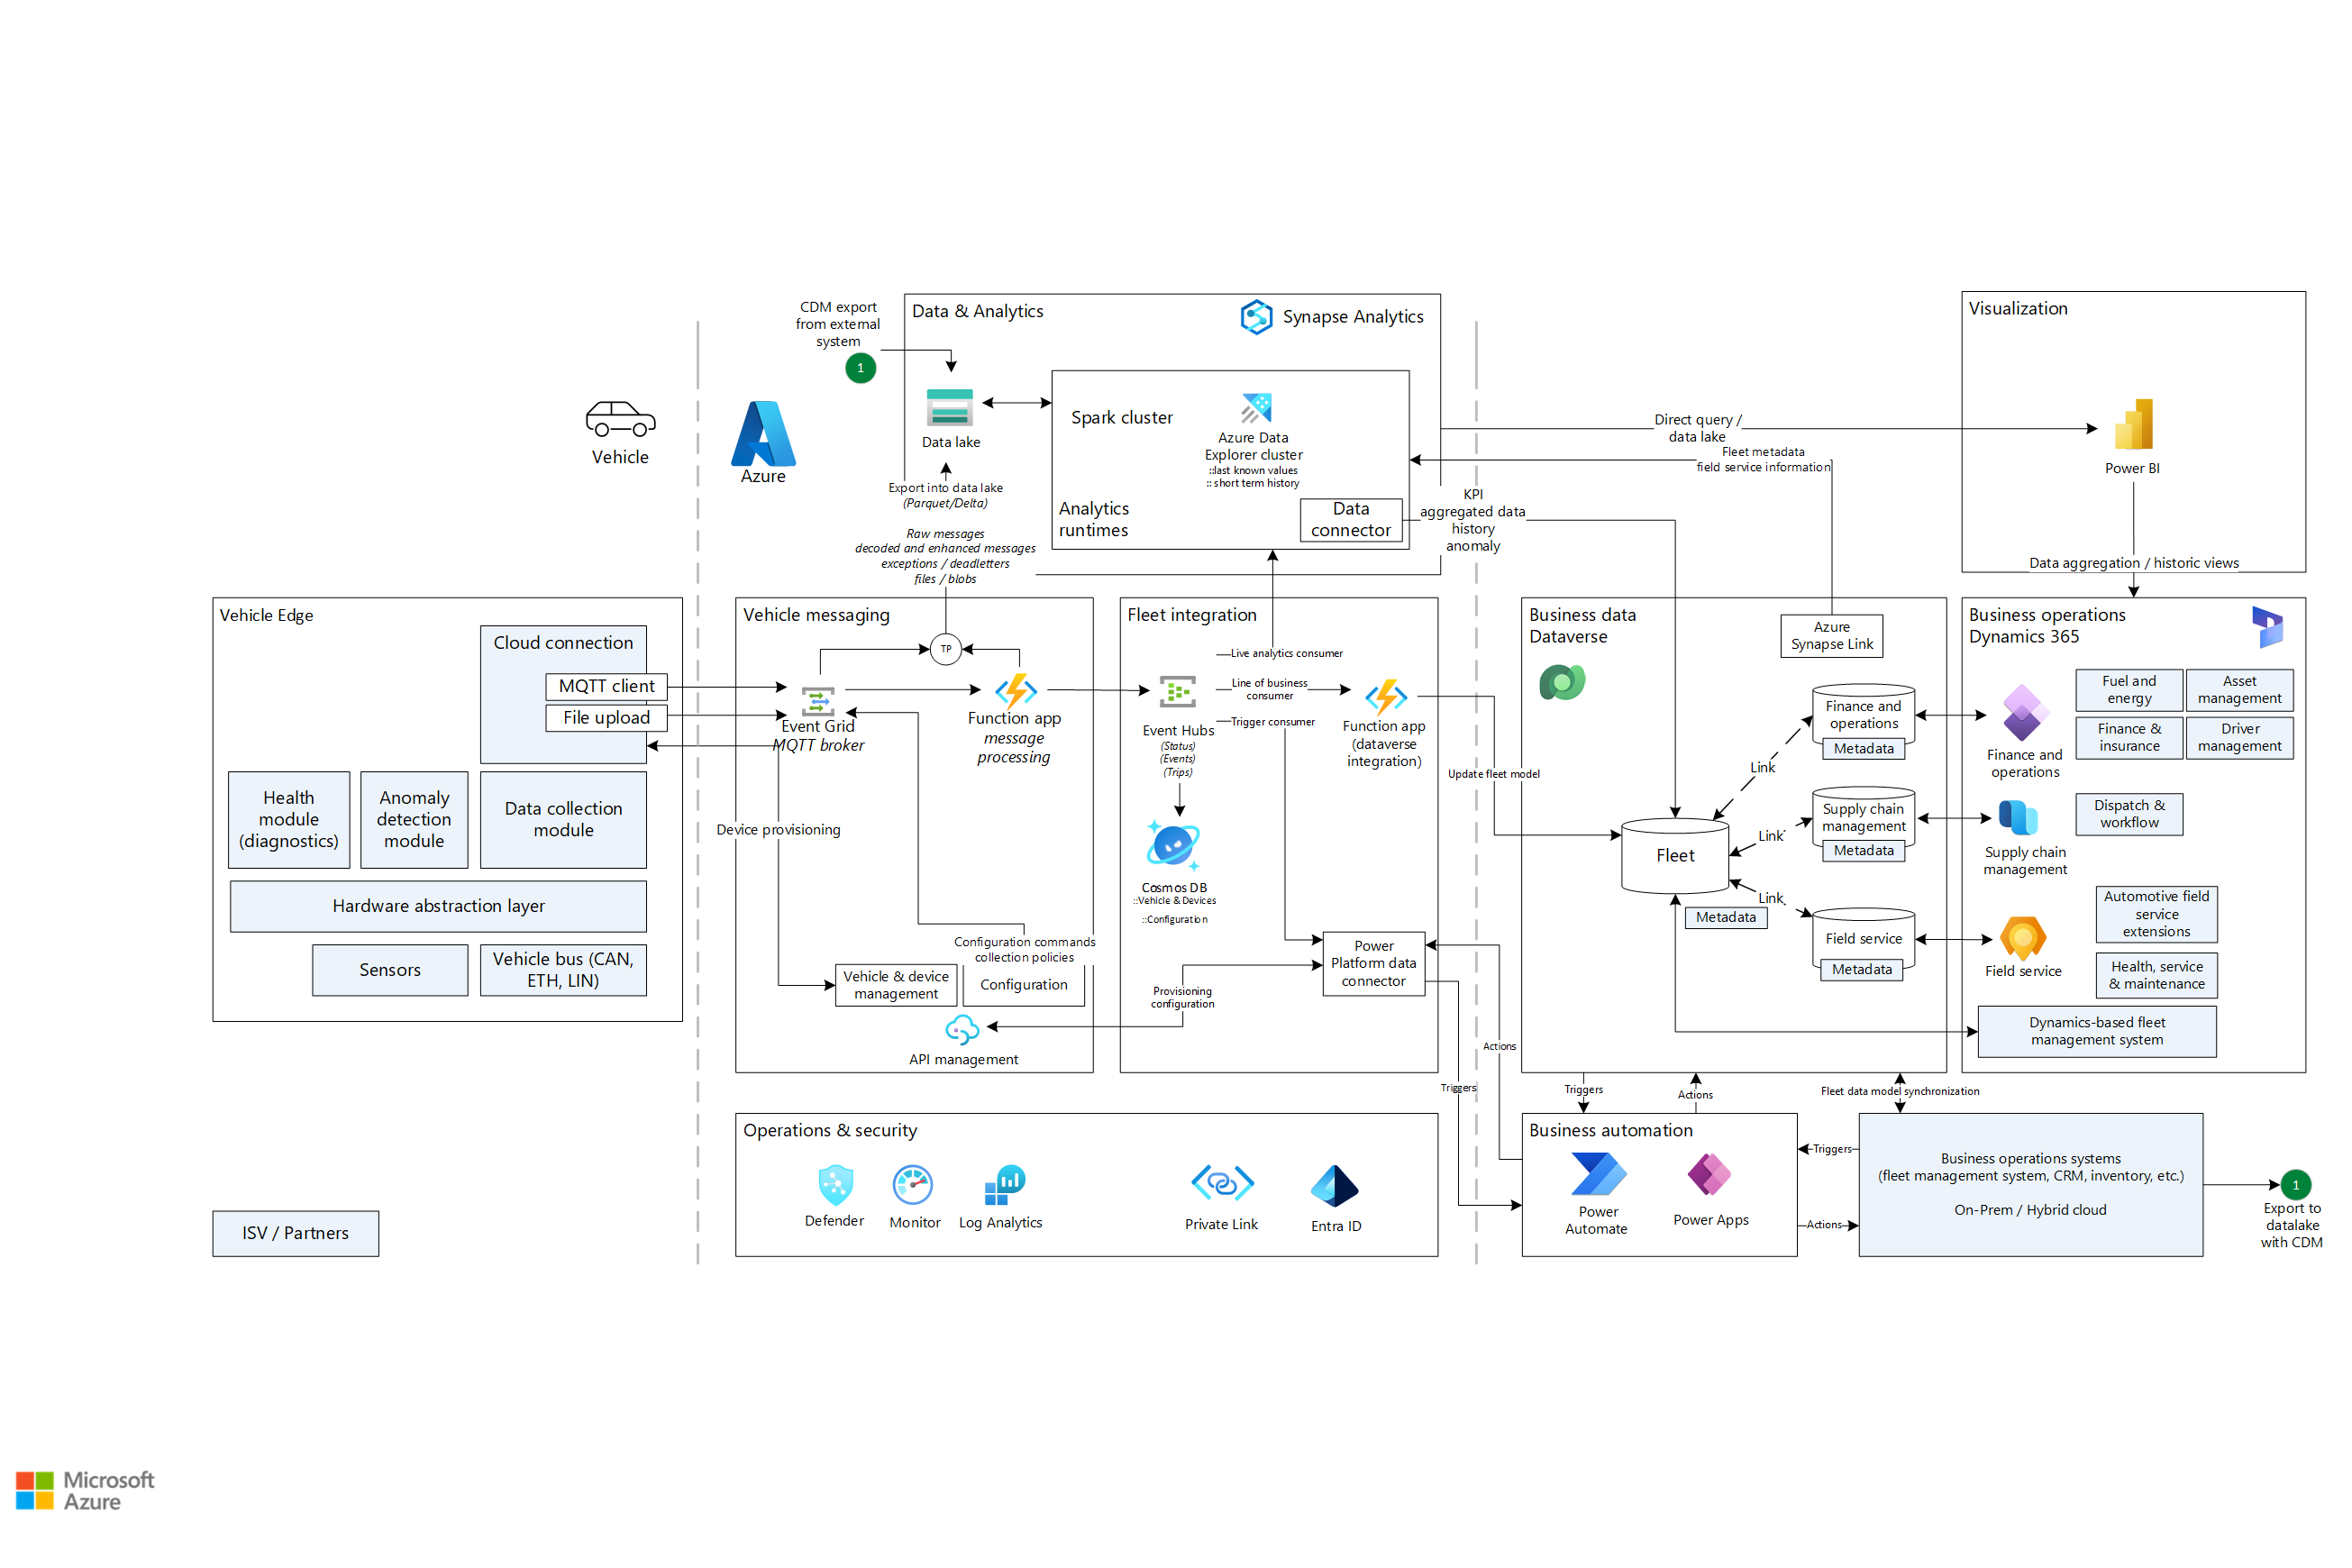 CDM export
from external
system
1
Data & Analytics
Synapse Analytics
Visualization
Vehicle
Azure
Data lake
Spark cluster
Azure Data
Explorer cluster
::last known values
:: short term history
Analytics
runtimes
Data
connector
Export into data lake
(Parquet/Delta)
Raw messages
decoded and enhanced messages
exceptions / deadletters
files / blobs
Direct query /
data lake
Fleet metadata
field service information
KPI
aggregated data
history
anomaly
Power BI
Data aggregation / historic views
Vehicle Edge
Cloud connection
MQTT client
File upload
Health
module
(diagnostics)
Anomaly
detection
module
Data collection
module
Hardware abstraction layer
Sensors
Vehicle bus (CAN,
ETH, LIN)
Vehicle messaging
TP
Event Grid
MQTT broker
Function app
message
processing
Device provisioning
Configuration commands
collection policies
Vehicle & device
management
Configuration
API management
Fleet integration
Live analytics consumer
Line of business
consumer
Trigger consumer
Event Hubs
(Status)
(Events)
(Trips)
Function app
(dataverse
integration)
Cosmos DB
::Vehicle & Devices
::Configuration
Power
Platform data
connector
Provisioning
configuration
Update fleet model
Actions
Triggers
Business data
Dataverse
Azure
Synapse Link
Finance and
operations
Metadata
Link
Supply chain
management
Metadata
Link
Fleet
Metadata
Link
Field service
Metadata
Business operations
Dynamics 365
Fuel and
energy
Asset
management
Finance &
insurance
Driver
management
Finance and
operations
Dispatch &
workflow
Supply chain
management
Automotive field
service
extensions
Field service
Health, service
& maintenance
Dynamics-based fleet
management system
Triggers
Actions
Fleet data model synchronization
Operations & security
Defender
Monitor
Log Analytics
Private Link
Entra ID
Business automation
Power
Automate
Power Apps
Triggers
Actions
Business operations systems
(fleet management system, CRM, inventory, etc.)
On-Prem / Hybrid cloud
1
Export to
datalake
with CDM
ISV / Partners
Microsoft
Azure